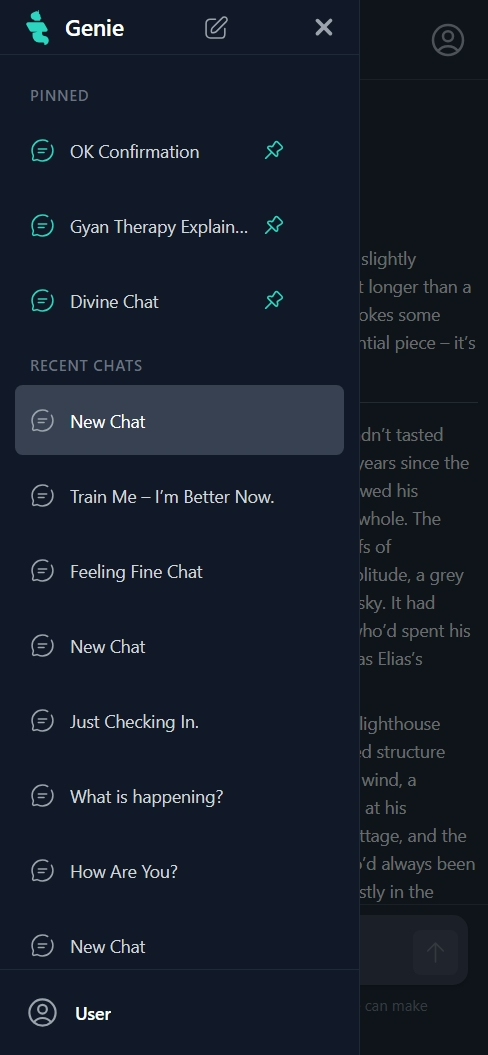 Genie
PINNED
OK Confirmation
Gyan Therapy Explain...
Divine Chat
RECENT CHATS
New Chat
Train Me – I'm Better Now.
Feeling Fine Chat
New Chat
Just Checking In.
What is happening?
How Are You?
New Chat
User
slightly
longer than a
okes some
ntial piece – it's
dn't tasted
years since the
wed his
whole. The
fs of
olitude, a grey
sky. It had
who'd spent his
as Elias's
lighthouse
ed structure
wind, a
at his
ttage, and the
o'd always been
stly in the
can make